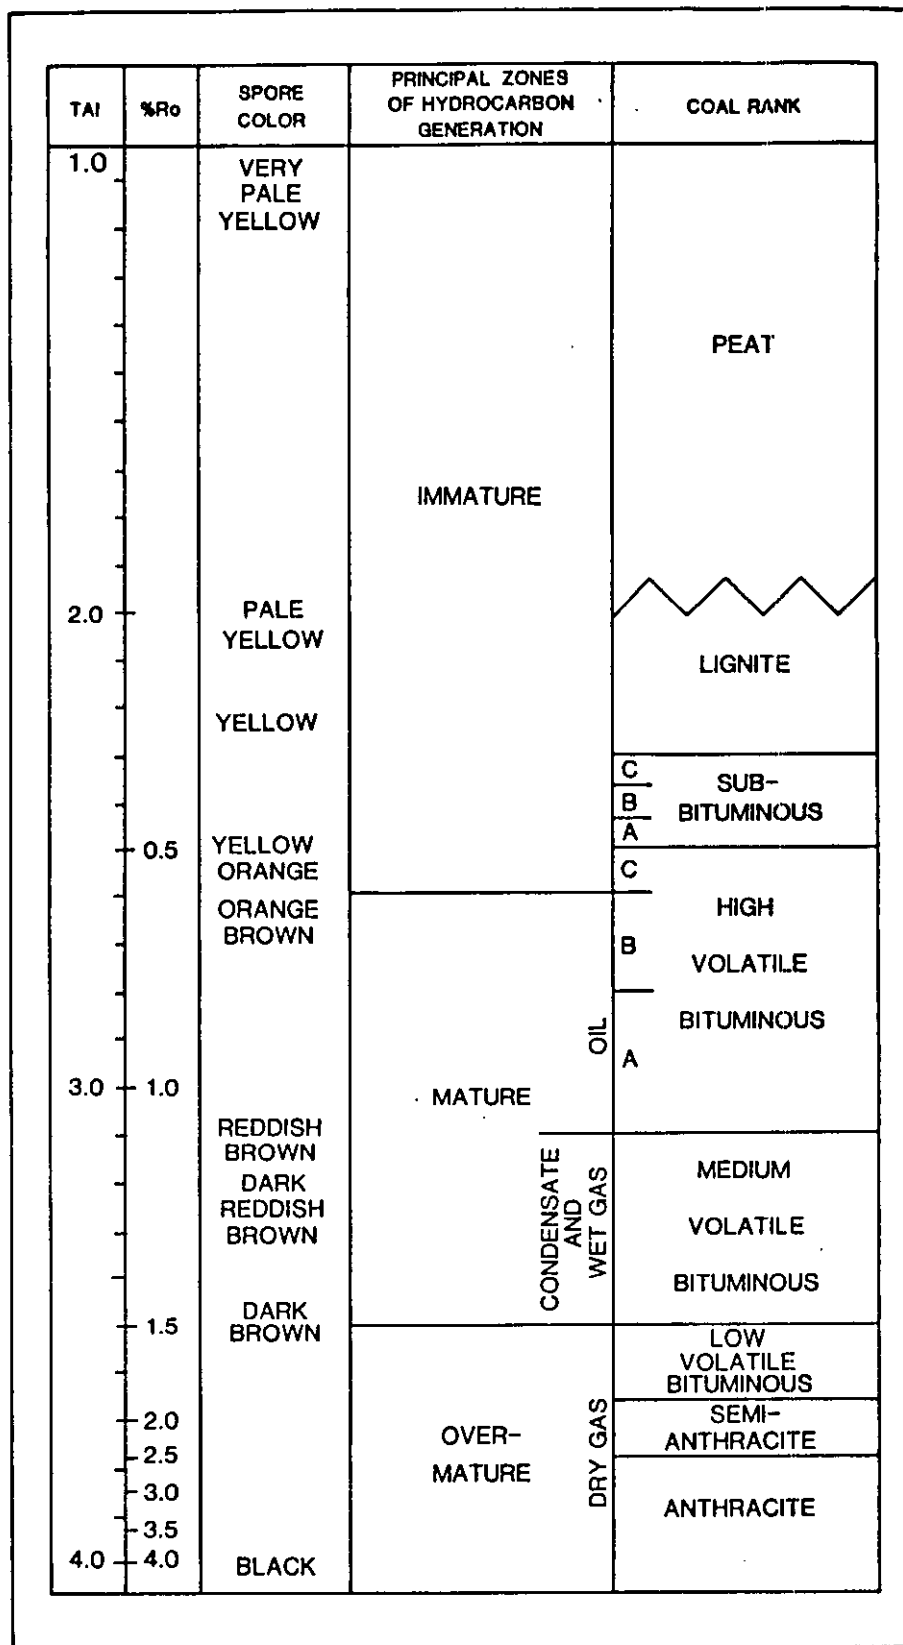 TAI
%Ro
SPORE
COLOR
PRINCIPAL ZONES
OF HYDROCARBON
GENERATION
COAL RANK
1.0
2.0
3.0
4.0
0.5
1.0
1.5
2.0
2.5
3.0
3.5
4.0
VERY
PALE
YELLOW
PALE
YELLOW
YELLOW
YELLOW
ORANGE
ORANGE
BROWN
REDDISH
BROWN
DARK
REDDISH
BROWN
DARK
BROWN
BLACK
IMMATURE
MATURE
OIL
CONDENSATE
AND
WET GAS
OVER-
MATURE
DRY GAS
PEAT
LIGNITE
C
B
A
SUB-
BITUMINOUS
C
B
A
HIGH
VOLATILE
BITUMINOUS
MEDIUM
VOLATILE
BITUMINOUS
LOW
VOLATILE
BITUMINOUS
SEMI-
ANTHRACITE
ANTHRACITE